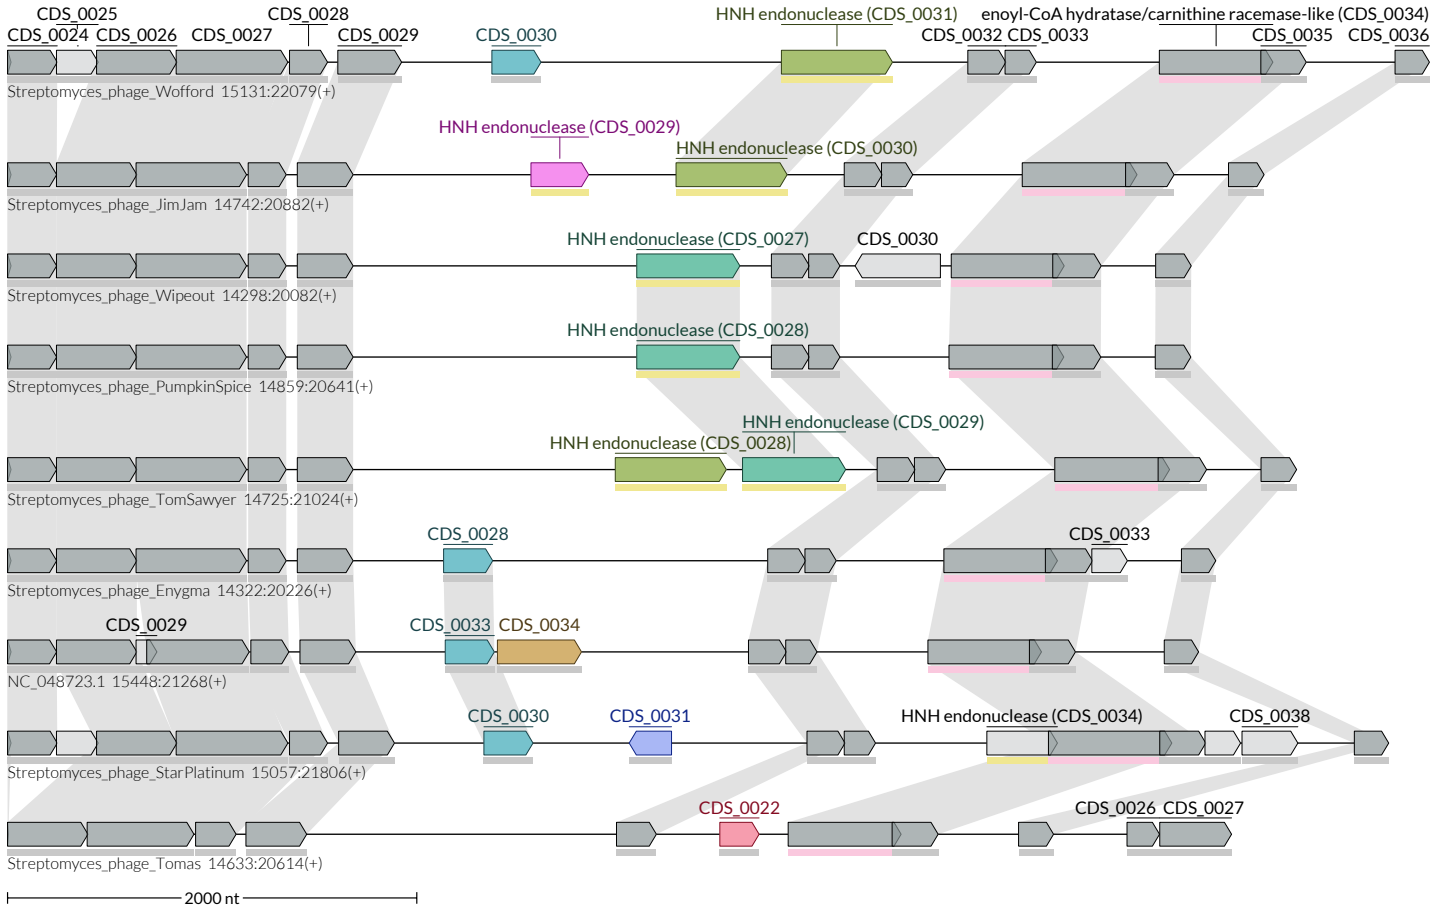 CDS_0025 CDS_0028 HNH endonuclease (CDS_0031) enoyl-CoA hydratase/carnithine racemase-like (CDS_0034)
CDS_0024 CDS_0026 CDS_0027 CDS_0029 CDS_0030 CDS_0032 CDS_0033 CDS_0035 CDS_0036
Streptomyces_phage_Wofford 15131:22079(+)
HNH endonuclease (CDS_0029)
HNH endonuclease (CDS_0030)
Streptomyces_phage_JimJam 14742:20882(+)
HNH endonuclease (CDS_0027) CDS_0030
Streptomyces_phage_Wipeout 14298:20082(+)
HNH endonuclease (CDS_0028)
Streptomyces_phage_PumpkinSpice 14859:20641(+)
HNH endonuclease (CDS_0029)
HNH endonuclease (CDS_0028)
Streptomyces_phage_TomSawyer 14725:21024(+)
CDS_0028 CDS_0033
Streptomyces_phage_Enygma 14322:20226(+)
CDS_0029 CDS_0033 CDS_0034
NC_048723.1 15448:21268(+)
CDS_0030 CDS_0031 HNH endonuclease (CDS_0034) CDS_0038
Streptomyces_phage_StarPlatinum 15057:21806(+)
CDS_0022 CDS_0026 CDS_0027
Streptomyces_phage_Tomas 14633:20614(+)
2000 nt